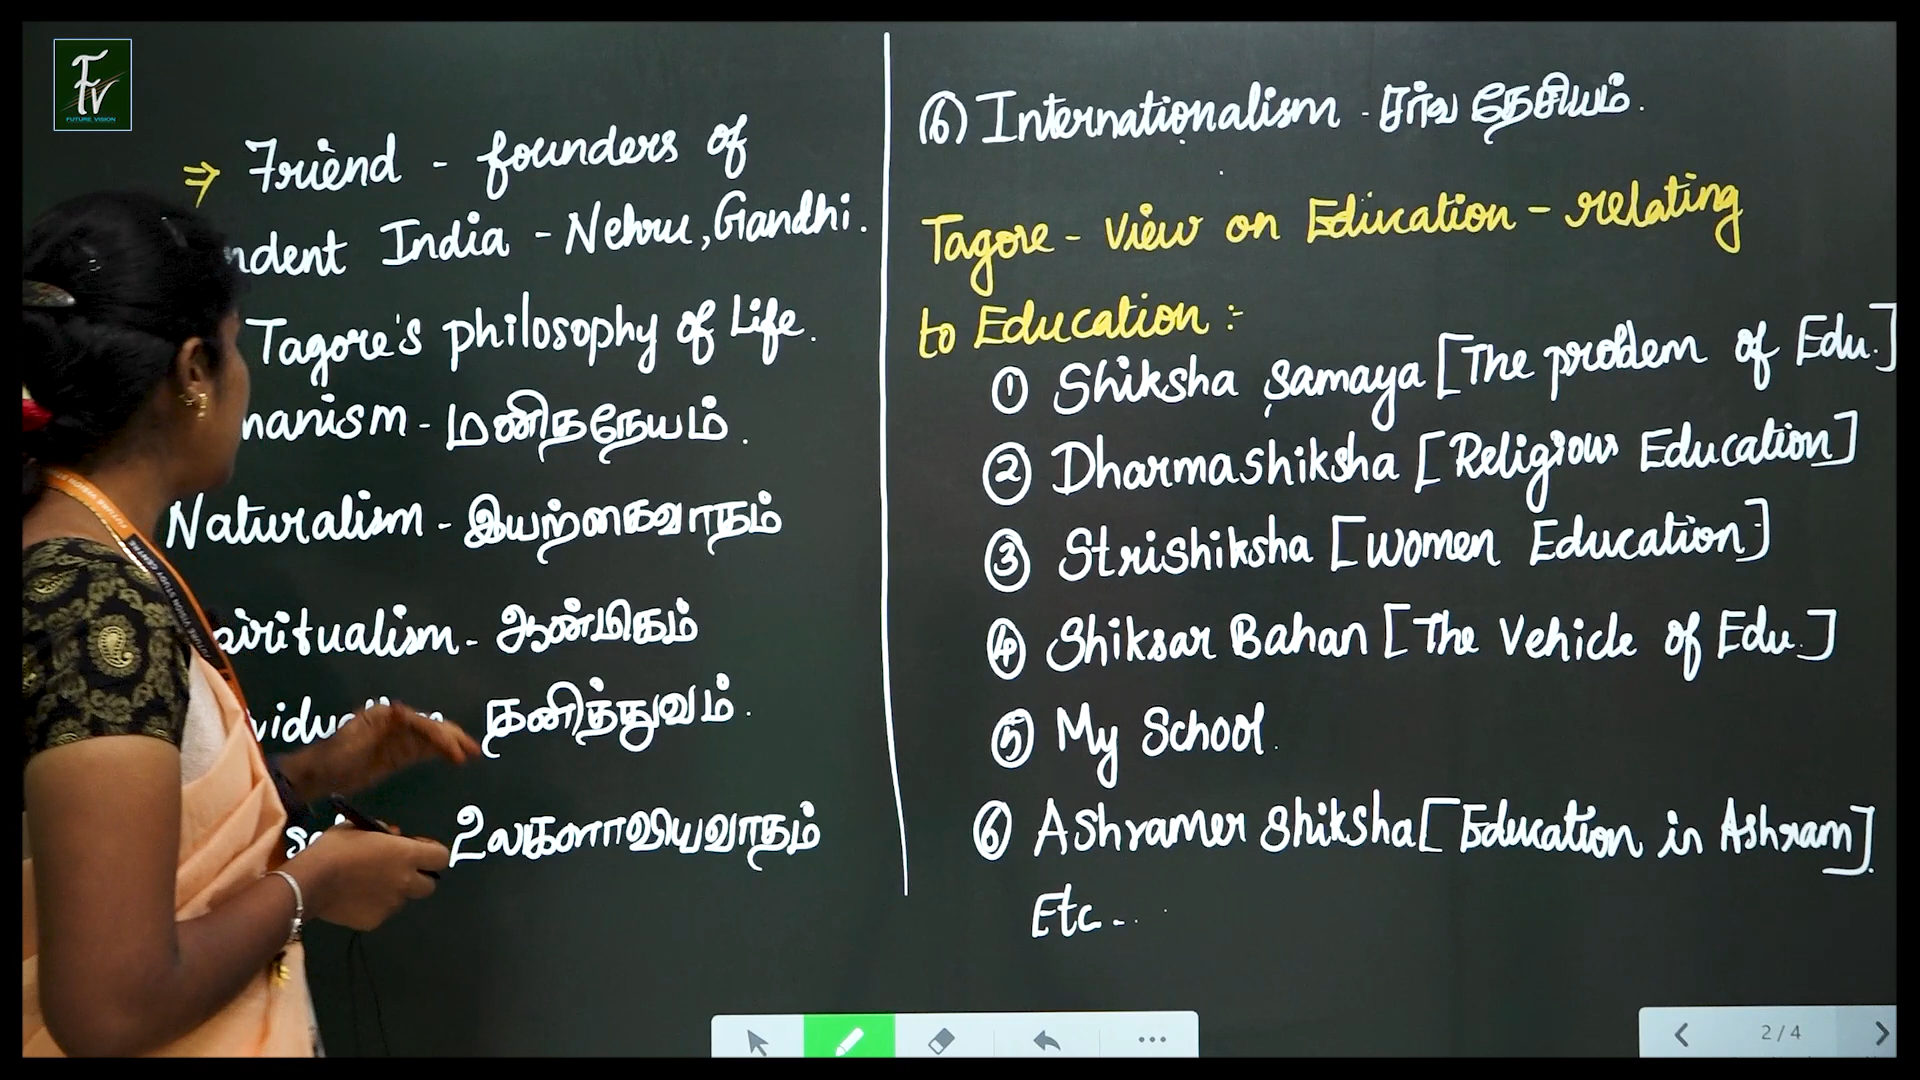 FV
FUTURE VISION
⇒ Friend - founders of
ndent India - Nehru, Gandhi.
Tagore's philosophy of Life.
manism - மனிதநேயம்.
Naturalism - இயற்கைவாதம்
piritualism - ஆன்மிகம்
தனித்துவம்.
உலகளாவியவாதம்
(6) Internationalism - சர்வ தேசியம்.
Tagore - View on Education - relating
to Education :-
① Shiksha Samaya [The problem of Edu.]
② Dharmashiksha [Religious Education]
③ Strishiksha [women Education]
④ Shiksar Bahan [The Vehicle of Edu.]
⑤ My School.
⑥ Ashramer Shiksha [Education in Ashram].
Etc...
2/4